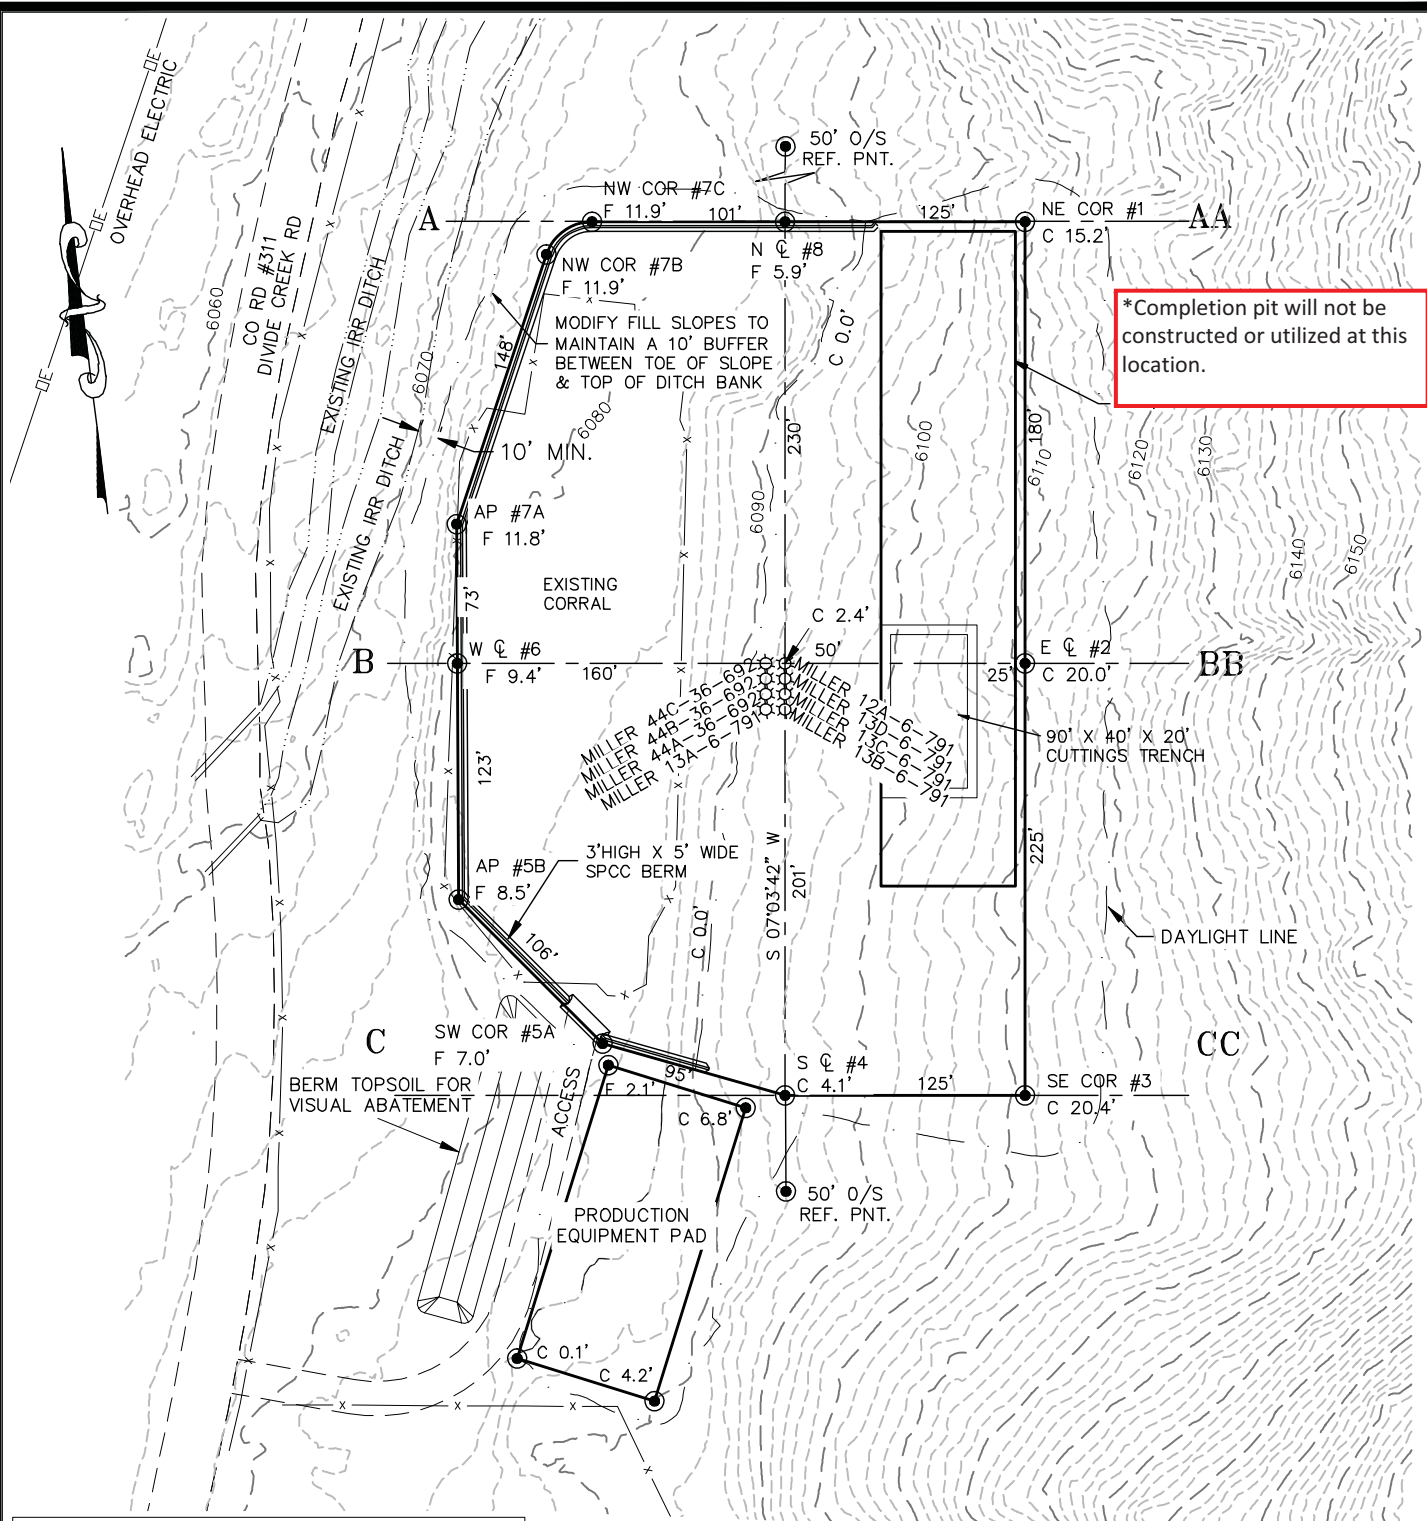 OE
OVERHEAD ELECTRIC
OE
OE
CO RD #311
DIVIDE CREEK RD
EXISTING IRR DITCH
EXISTING IRR DITCH
6060
6070
6080
6090
6100
6110
6120
6130
6140
6150
50' O/S
REF. PNT.
A
NW COR #7C
F 11.9'
101'
125'
NE COR #1
C 15.2'
AA
N ℄ #8
F 5.9'
NW COR #7B
F 11.9'
*Completion pit will not be
constructed or utilized at this
location.
MODIFY FILL SLOPES TO
MAINTAIN A 10' BUFFER
BETWEEN TOE OF SLOPE
& TOP OF DITCH BANK
C 0.0'
148'
10' MIN.
230'
180'
AP #7A
F 11.8'
73'
EXISTING
CORRAL
C 2.4'
B
W ℄ #6
F 9.4'
160'
50'
25'
E ℄ #2
C 20.0'
BB
MILLER 44C-36-692
MILLER 44B-36-692
MILLER 44A-36-692
MILLER 13A-6-791
MILLER 12A-6-791
MILLER 13D-6-791
MILLER 13C-6-791
MILLER 13B-6-791
90' X 40' X 20'
CUTTINGS TRENCH
123'
S 07°03'42" W
201'
225'
3'HIGH X 5' WIDE
SPCC BERM
AP #5B
F 8.5'
106'
C 0.0'
DAYLIGHT LINE
C
SW COR #5A
F 7.0'
CC
BERM TOPSOIL FOR
VISUAL ABATEMENT
ACCESS
95'
F 2.1'
C 6.8'
S ℄ #4
C 4.1'
125'
SE COR #3
C 20.4'
50' O/S
REF. PNT.
PRODUCTION
EQUIPMENT PAD
C 0.1'
C 4.2'